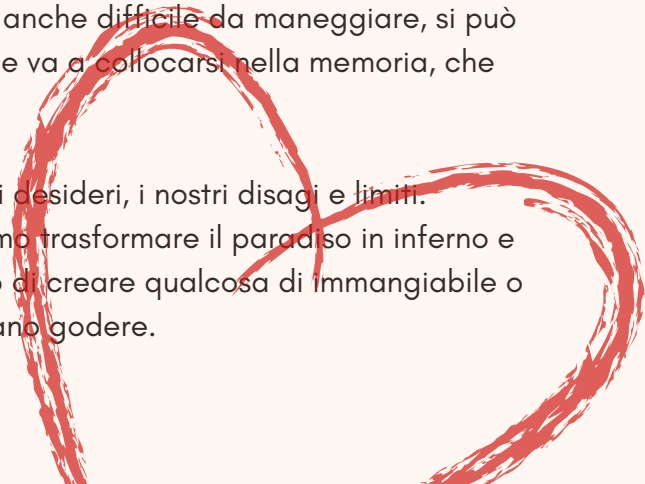 anche difficile da maneggiare, si può
e va a collocarsi nella memoria, che
i desideri, i nostri disagi e limiti.
mo trasformare il paradiso in inferno e
o di creare qualcosa di immangiabile o
ano godere.